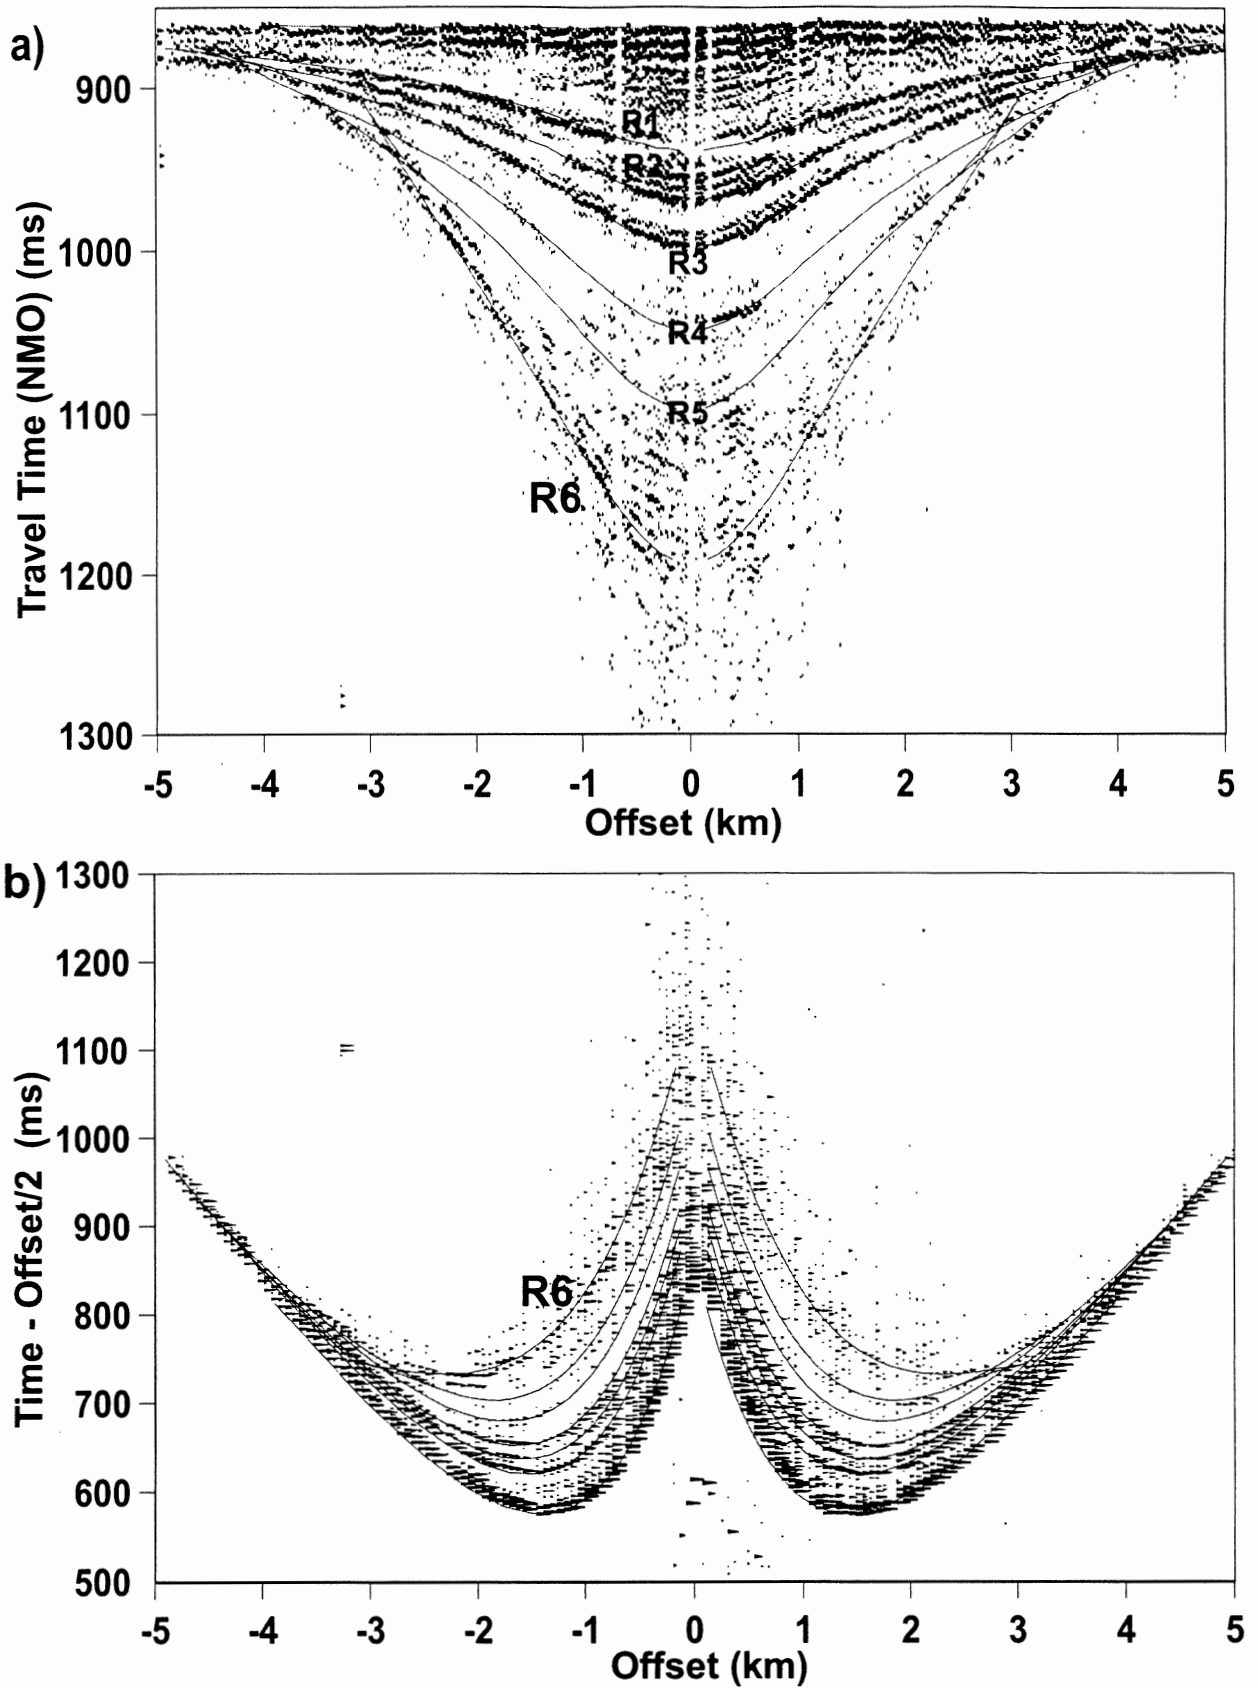 a)
Travel Time (NMO) (ms)
900
1000
1100
1200
1300
R1
R2
R3
R4
R5
R6
-5 -4 -3 -2 -1 0 1 2 3 4 5
Offset (km)
b)
Time - Offset/2 (ms)
1300
1200
1100
1000
900
800
700
600
500
R6
-5 -4 -3 -2 -1 0 1 2 3 4 5
Offset (km)